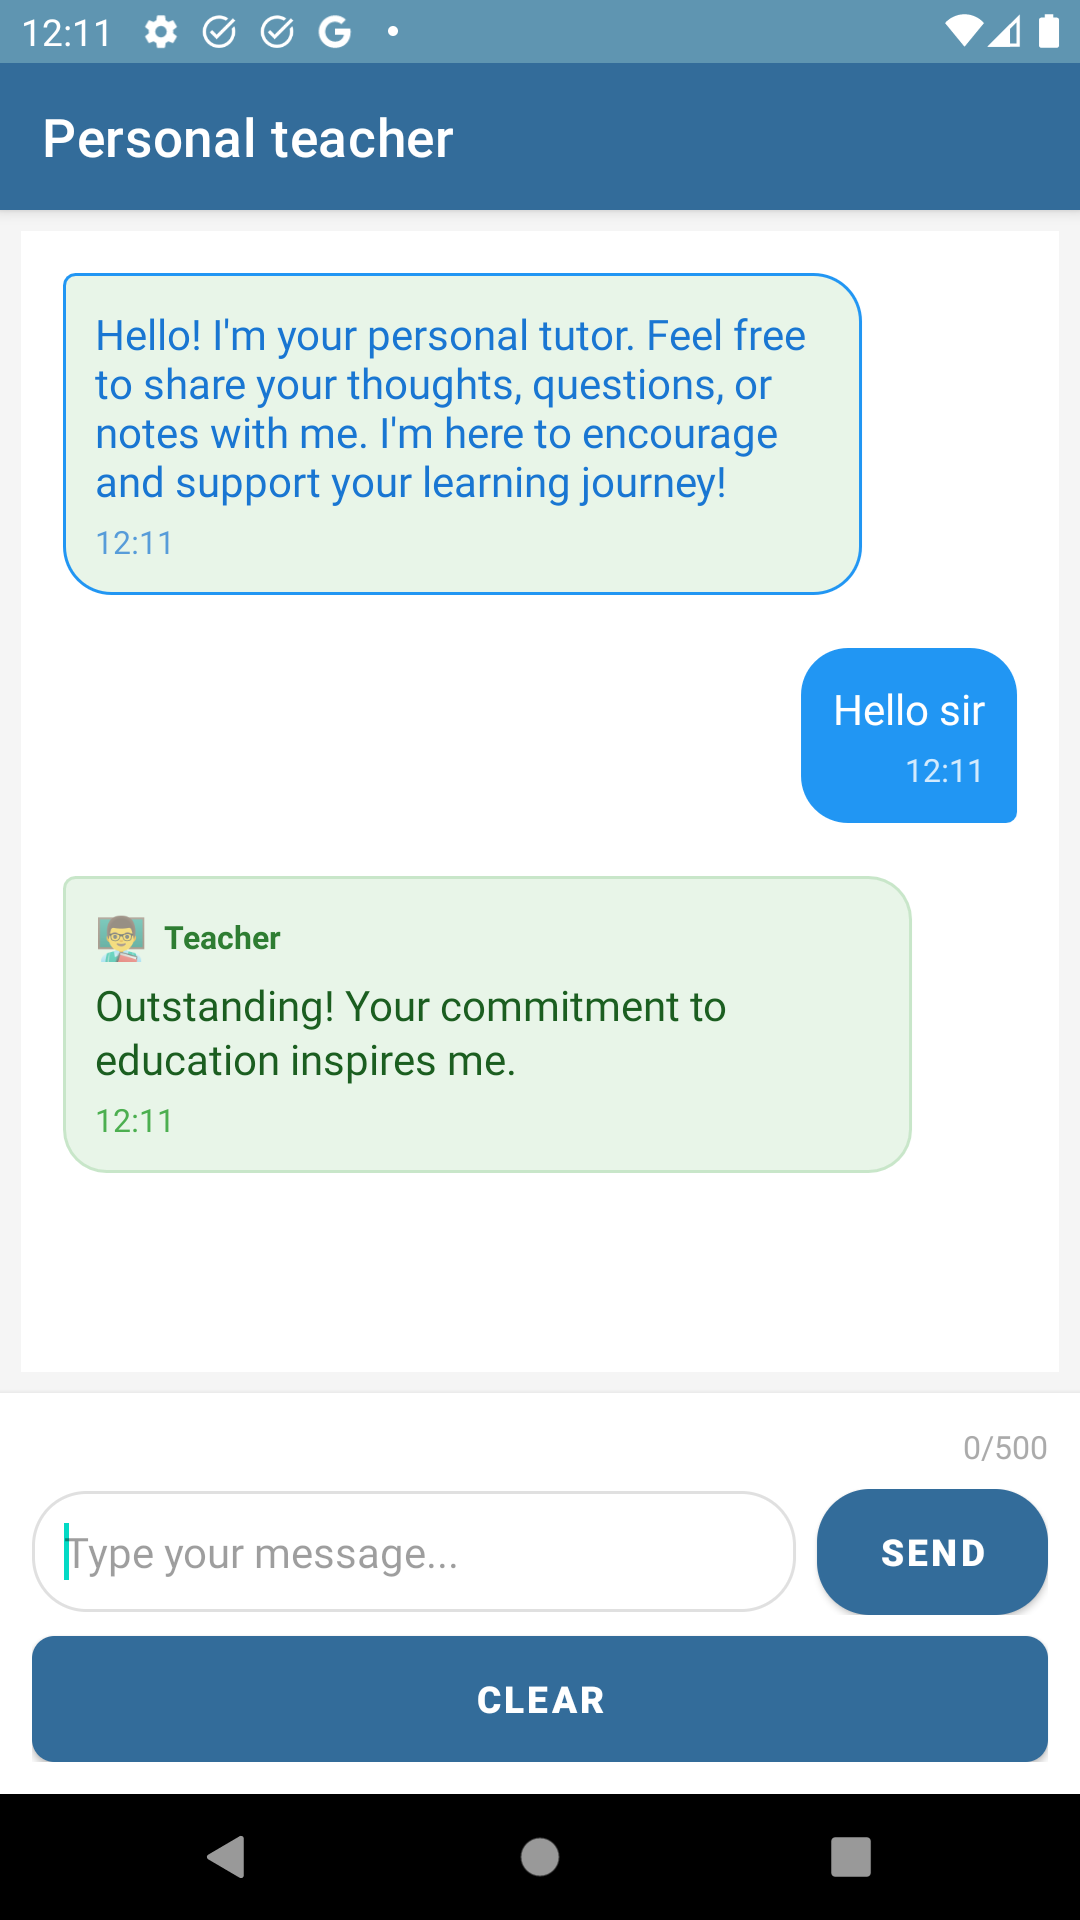 12:11
Personal teacher
Hello! I'm your personal tutor. Feel free
to share your thoughts, questions, or
notes with me. I'm here to encourage
and support your learning journey!
12:11
Hello sir
12:11
Teacher
Outstanding! Your commitment to
education inspires me.
12:11
0/500
Type your message...
SEND
CLEAR